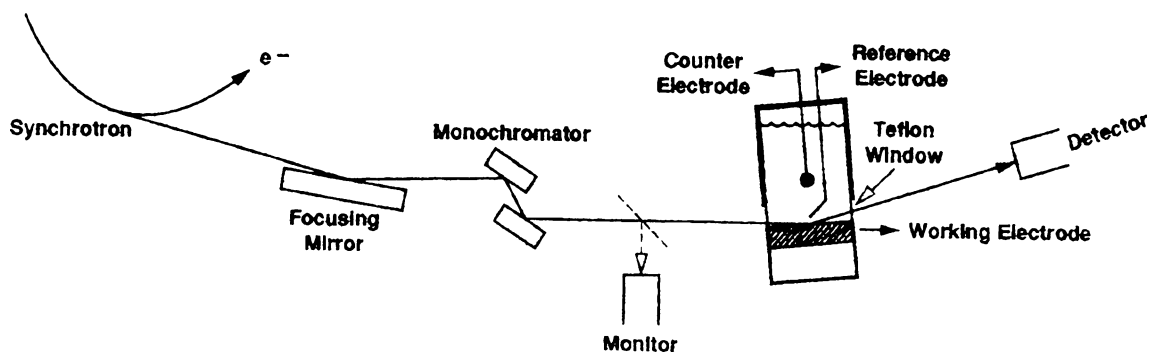 e−
Synchrotron
Focusing
Mirror
Monochromator
Monitor
Counter
Electrode
Reference
Electrode
Teflon
Window
Detector
Working Electrode